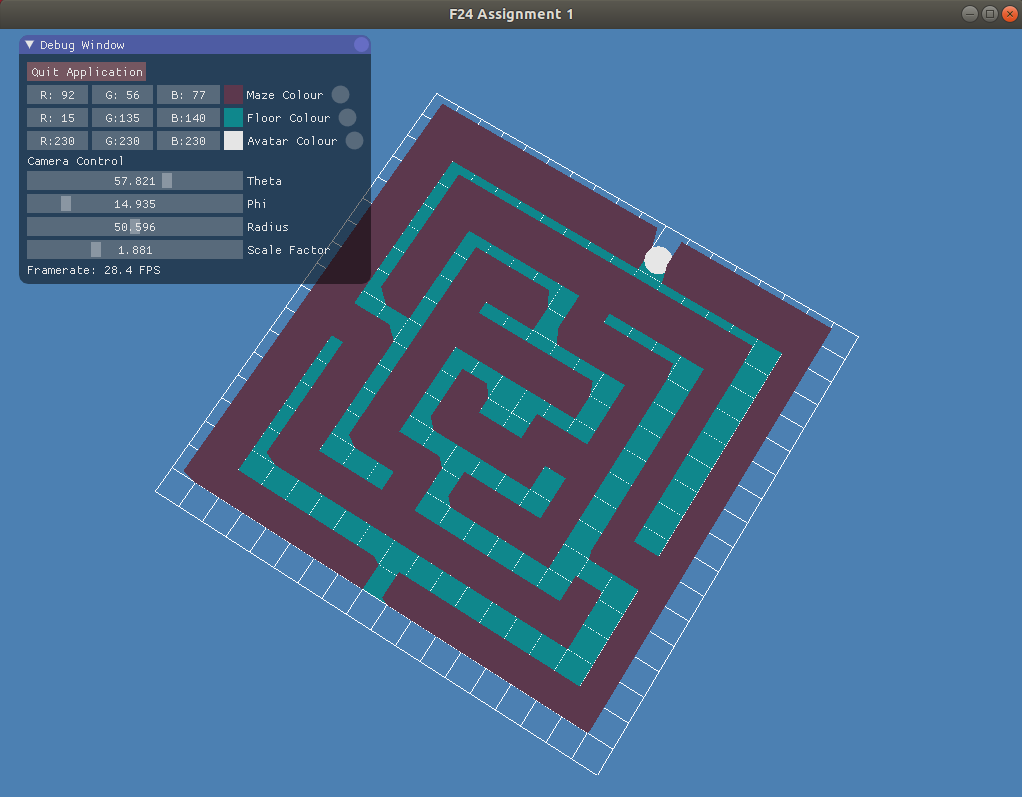 F24 Assignment 1
Debug Window
Quit Application
R: 92 G: 56 B: 77 Maze Colour
R: 15 G:135 B:140 Floor Colour
R:230 G:230 B:230 Avatar Colour
Camera Control
57.821 Theta
14.935 Phi
50.596 Radius
1.881 Scale Factor
Framerate: 28.4 FPS